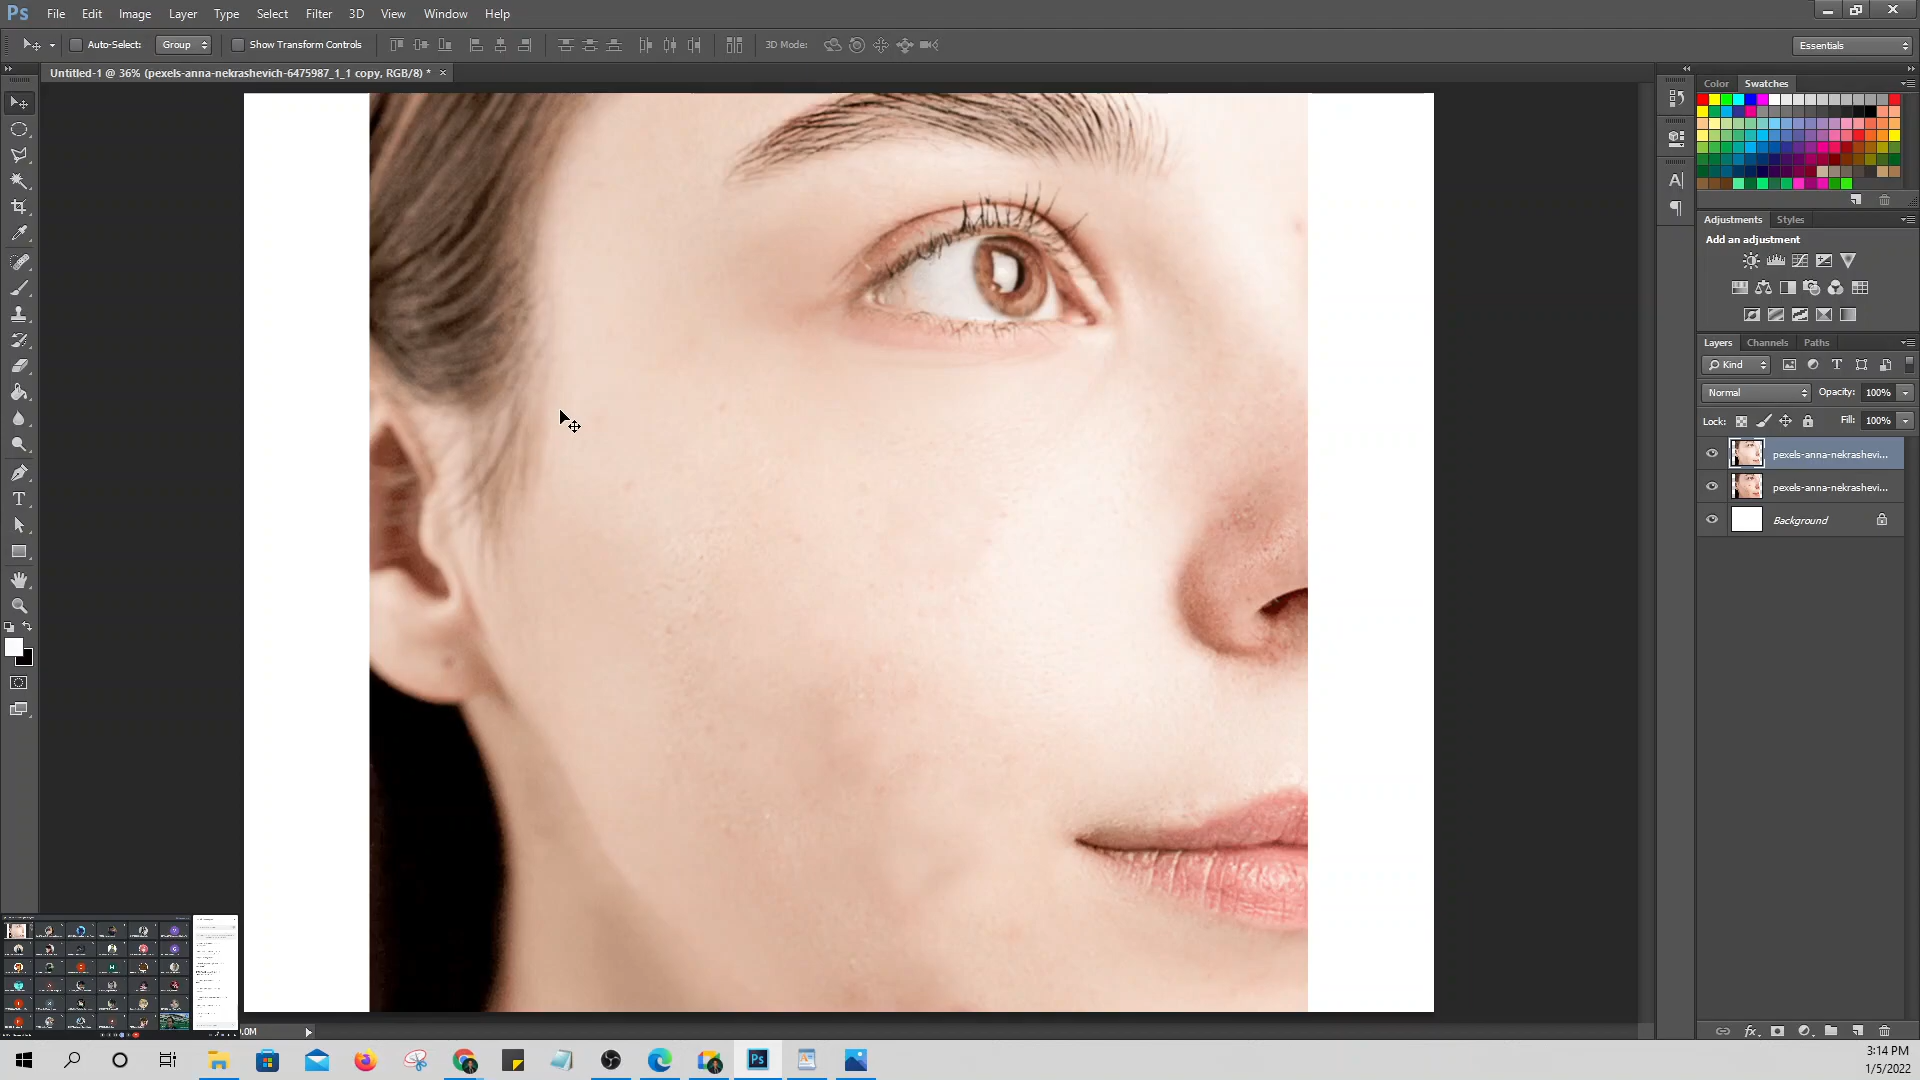 Ps File Edit Image Layer Type Select Filter 3D View Window Help
Auto-Select: Group Show Transform Controls 3D Mode: Essentials
Untitled-1 @ 36% (pexels-anna-nekrashevich-6475987_1_1 copy, RGB/8) * ×
Color Swatches
Adjustments Styles
Add an adjustment
Layers Channels Paths
Kind
Normal Opacity: 100%
Lock: Fill: 100%
pexels-anna-nekrashevi...
pexels-anna-nekrashevi...
Background
.0M
Ps
3:14 PM
1/5/2022